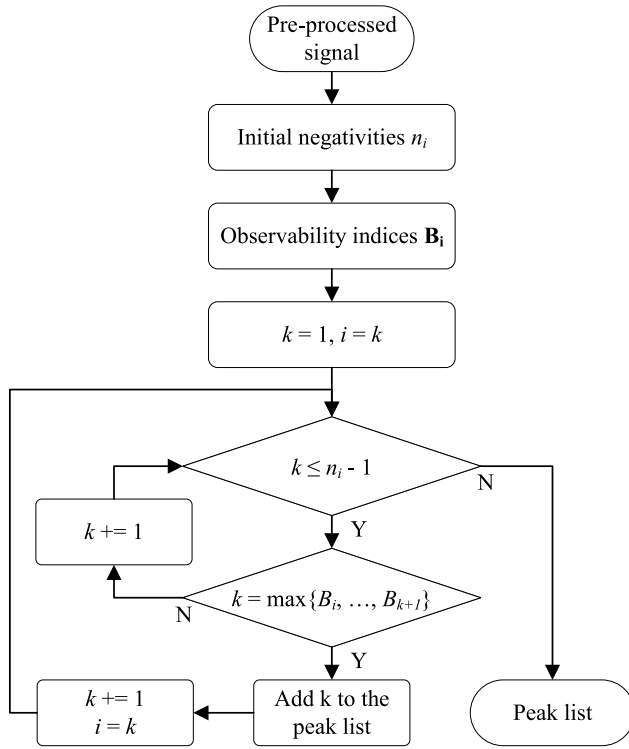 Pre-processed
signal
Initial negativities nᵢ
Observability indices Bᵢ
k = 1, i = k
k ≤ nᵢ - 1
N
Y
k += 1
k = max{Bᵢ, …, Bₖ₊₁}
N
Y
k += 1
i = k
Add k to the
peak list
Peak list